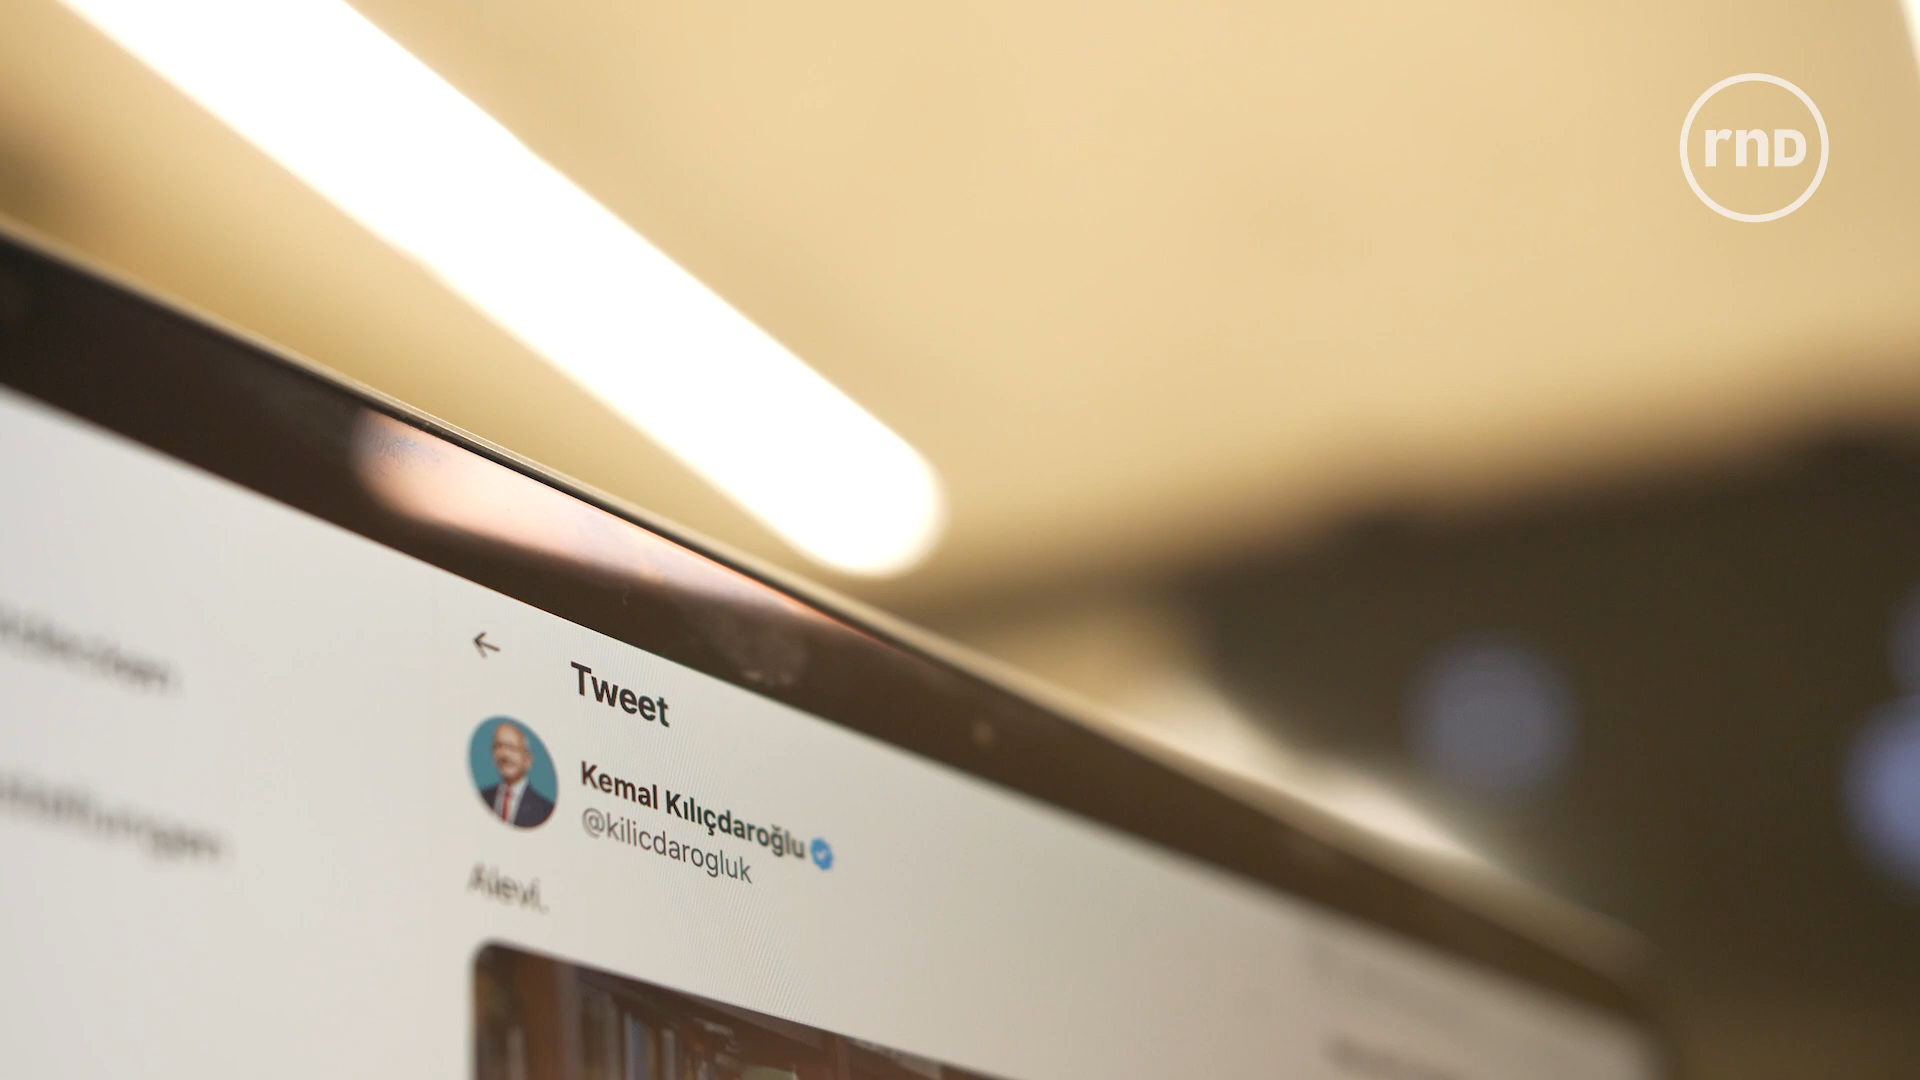 rnd
Tweet
Kemal Kılıçdaroğlu
@kilicdarogluk
Alevi.